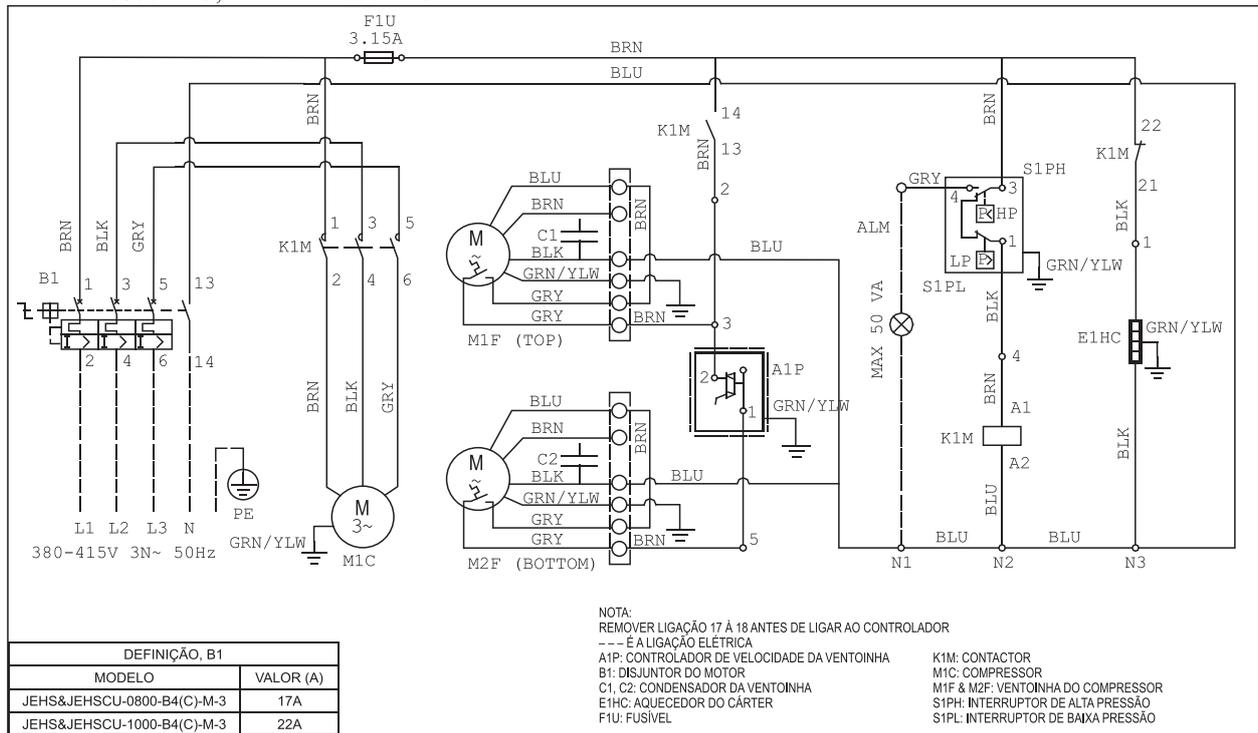 F1U
3.15A
BRN
BLU
BRN
BRN
14
K1M
22
BRN
13
K1M
BLU
S1PH
GRY
4
3
21
2
BRN
P
HP
BRN
BLK
GRY
1
3
5
C1
BRN
ALM
BLK
K1M
M
~
BLK
BLU
1
1
GRN/YLW
LP
P
GRN/YLW
B1
1
3
5
13
2
4
6
GRY
S1PL
GRY
BRN
3
MAX 50 VA
BLK
M1F (TOP)
E1HC
GRN/YLW
I
>
I
>
I
>
2
A1P
2
4
6
14
4
BRN
BLK
GRY
BLU
1
GRN/YLW
BRN
BRN
BRN
A1
C2
K1M
M
~
BLK
BLU
A2
BLK
GRN/YLW
M
3~
GRY
BLU
L1
L2
L3
N
PE
GRY
BRN
5
GRN/YLW
BLU
BLU
380-415V 3N~ 50Hz
M1C
M2F (BOTTOM)
N1
N2
N3
NOTA:
REMOVER LIGAÇÃO 17 À 18 ANTES DE LIGAR AO CONTROLADOR
--- É A LIGAÇÃO ELÉTRICA
A1P: CONTROLADOR DE VELOCIDADE DA VENTOINHA
B1: DISJUNTOR DO MOTOR
C1, C2: CONDENSADOR DA VENTOINHA
E1HC: AQUECEDOR DO CÁRTER
F1U: FUSÍVEL
K1M: CONTACTOR
M1C: COMPRESSOR
M1F & M2F: VENTOINHA DO COMPRESSOR
S1PH: INTERRUPTOR DE ALTA PRESSÃO
S1PL: INTERRUPTOR DE BAIXA PRESSÃO
DEFINIÇÃO, B1
MODELO VALOR (A)
JEHS&JEHSCU-0800-B4(C)-M-3 17A
JEHS&JEHSCU-1000-B4(C)-M-3 22A